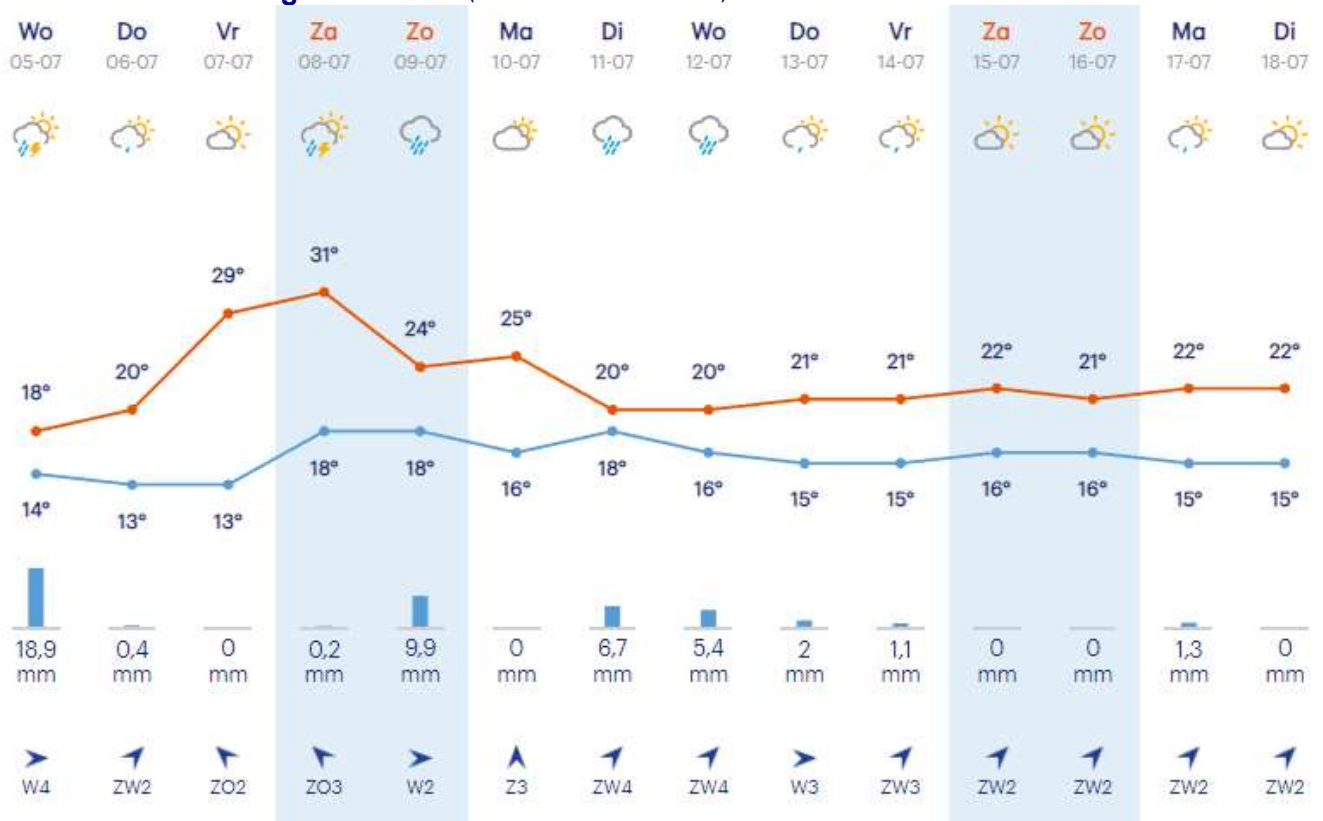 Wo Do Vr Za Zo Ma Di Wo Do Vr Za Zo Ma Di
05-07 06-07 07-07 08-07 09-07 10-07 11-07 12-07 13-07 14-07 15-07 16-07 17-07 18-07
31°
29°
24° 25°
18° 20° 20° 20° 21° 21° 22° 21° 22° 22°
14° 13° 13° 18° 18° 16° 18° 16° 15° 15° 16° 16° 15° 15°
18,9 0,4 0 0,2 9,9 0 6,7 5,4 2 1,1 0 0 1,3 0
mm mm mm mm mm mm mm mm mm mm mm mm mm mm
W4 ZW2 ZO2 ZO3 W2 Z3 ZW4 ZW4 W3 ZW3 ZW2 ZW2 ZW2 ZW2